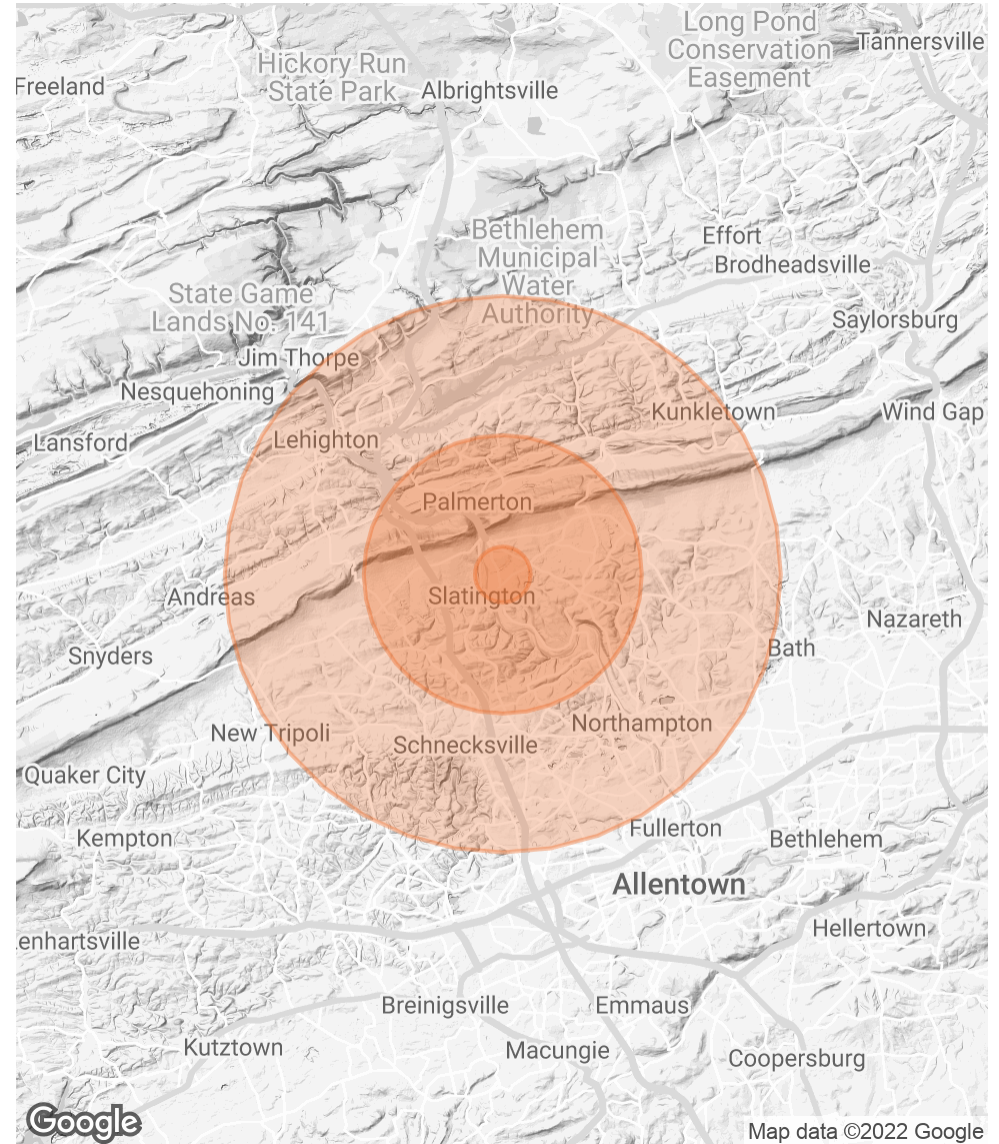 Long Pond
Conservation
Easement
Tannersville
Hickory Run
State Park
Freeland
Albrightsville
Bethlehem
Municipal
Water
Authority
Effort
Brodheadsville
State Game
Lands No. 141
Saylorsburg
Jim Thorpe
Nesquehoning
Kunkletown
Wind Gap
Lansford
Lehighton
Palmerton
Slatington
Andreas
Nazareth
Snyders
Bath
Northampton
New Tripoli
Schnecksville
Quaker City
Fullerton
Kempton
Bethlehem
Allentown
Hellertown
enhartsville
Breinigsville
Emmaus
Kutztown
Macungie
Coopersburg
Google
Map data ©2022 Google